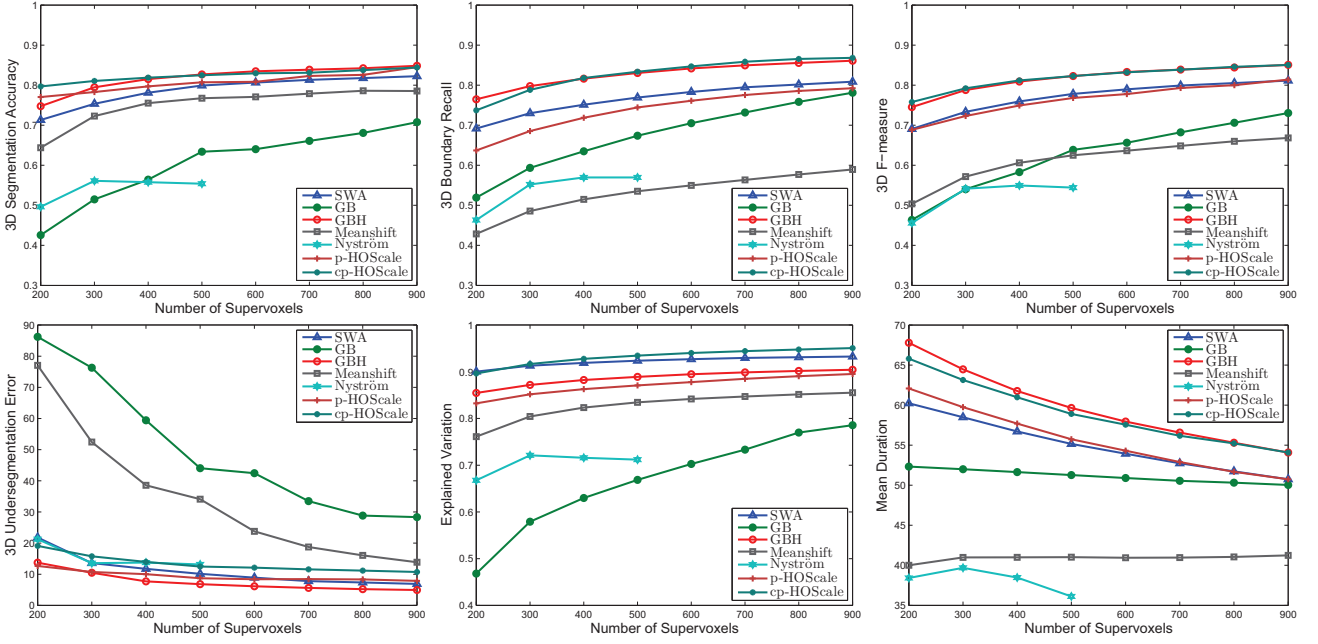 1
0.9
0.8
0.7
0.6
0.5
0.4
0.3
3D Segmentation Accuracy
200 300 400 500 600 700 800 900
Number of Supervoxels
SWA
GB
GBH
Meanshift
Nyström
p-HOScale
cp-HOScale
1
0.9
0.8
0.7
0.6
0.5
0.4
0.3
3D Boundary Recall
200 300 400 500 600 700 800 900
Number of Supervoxels
SWA
GB
GBH
Meanshift
Nyström
p-HOScale
cp-HOScale
1
0.9
0.8
0.7
0.6
0.5
0.4
0.3
3D F-measure
200 300 400 500 600 700 800 900
Number of Supervoxels
SWA
GB
GBH
Meanshift
Nyström
p-HOScale
cp-HOScale
90
80
70
60
50
40
30
20
10
0
3D Undersegmentation Error
200 300 400 500 600 700 800 900
Number of Supervoxels
SWA
GB
GBH
Meanshift
Nyström
p-HOScale
cp-HOScale
1
0.9
0.8
0.7
0.6
0.5
0.4
Explained Variation
200 300 400 500 600 700 800 900
Number of Supervoxels
SWA
GB
GBH
Meanshift
Nyström
p-HOScale
cp-HOScale
70
65
60
55
50
45
40
35
Mean Duration
200 300 400 500 600 700 800 900
Number of Supervoxels
SWA
GB
GBH
Meanshift
Nyström
p-HOScale
cp-HOScale